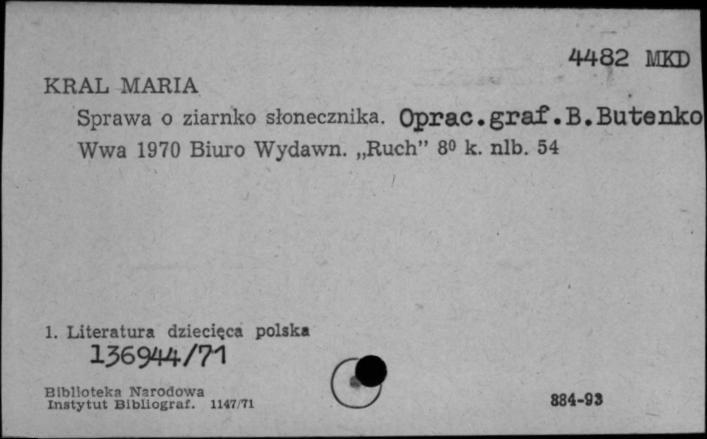 4482 MKD
KRAL MARIA
Sprawa o ziarnko słonecznika. Oprac.graf.B.Butenko
Wwa 1970 Biuro Wydawn. „Ruch” 8⁰ k. nlb. 54
1. Literatura dziecięca polska
136944/71
Biblioteka Narodowa
Instytut Bibliograf. 1147/71
884-93